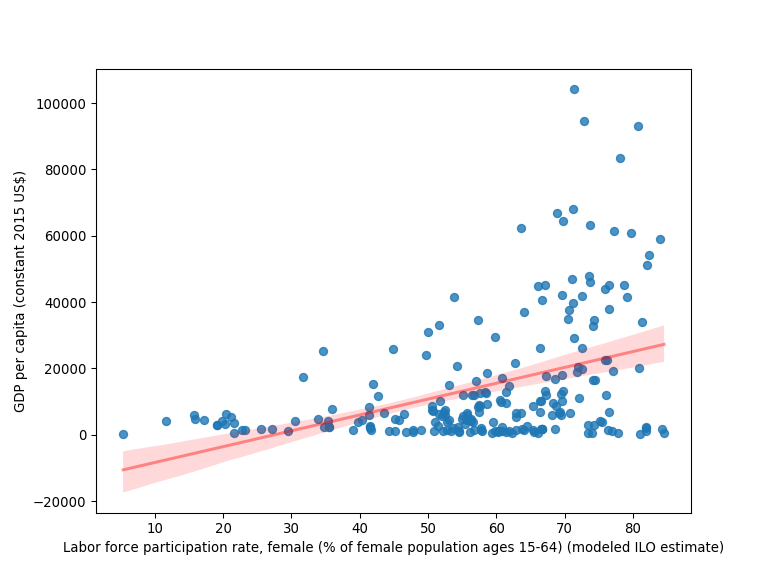 100000
80000
60000
40000
20000
0
−20000
GDP per capita (constant 2015 US$)
10 20 30 40 50 60 70 80
Labor force participation rate, female (% of female population ages 15-64) (modeled ILO estimate)